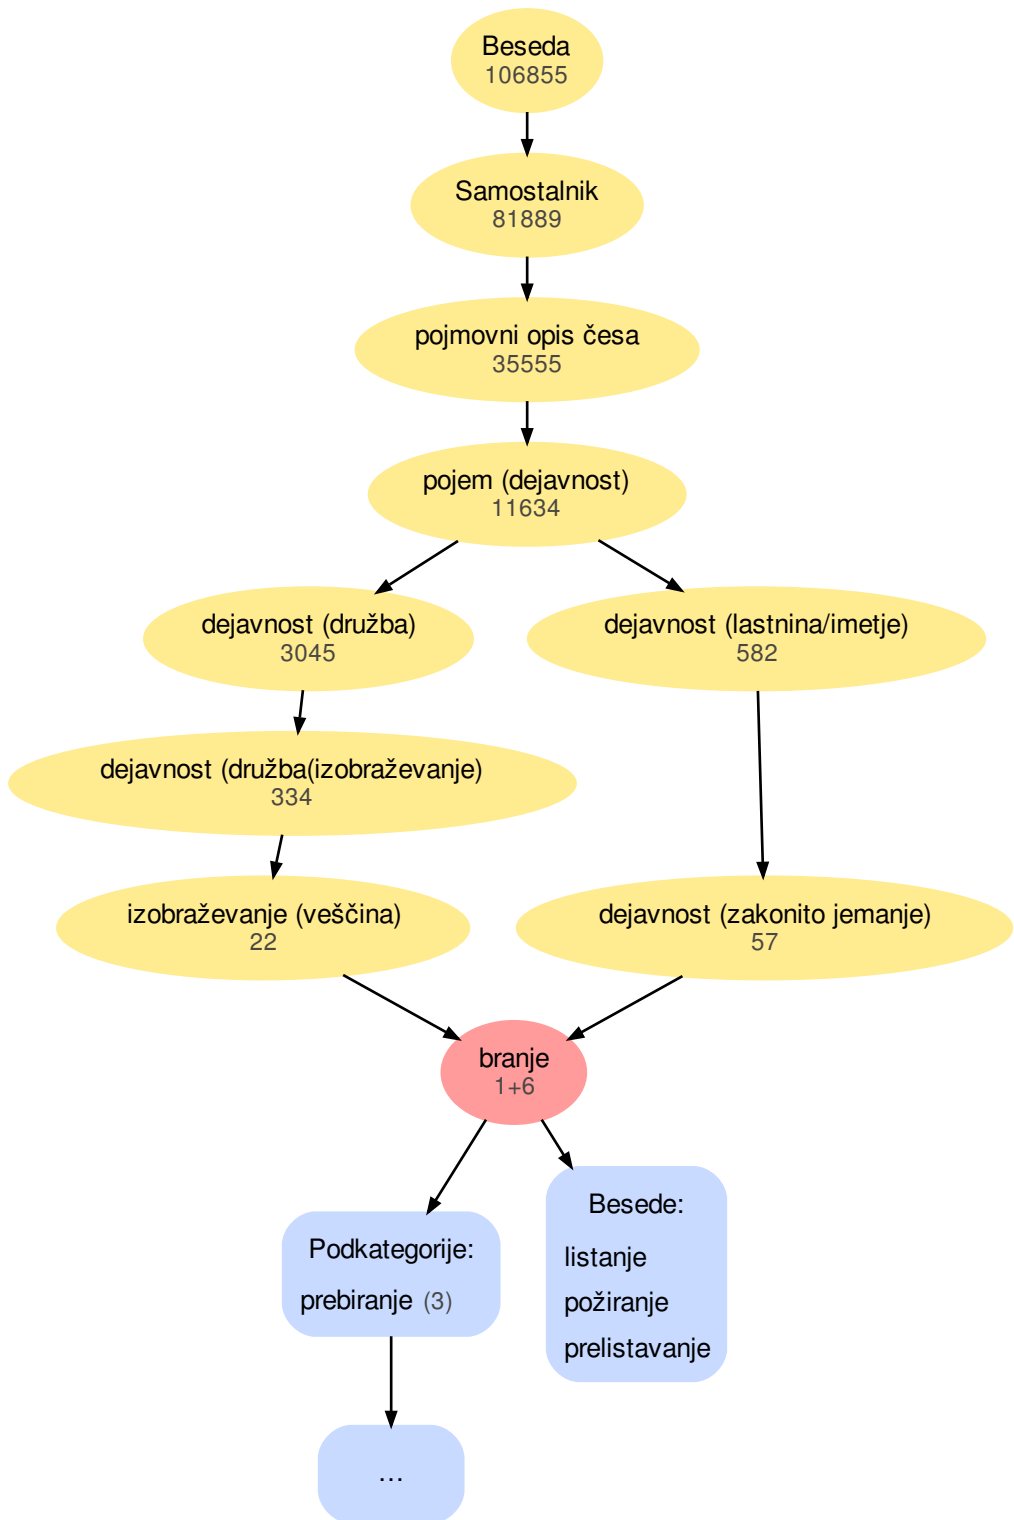 Beseda
106855
Samostalnik
81889
pojmovni opis česa
35555
pojem (dejavnost)
11634
dejavnost (družba)
3045
dejavnost (lastnina/imetje)
582
dejavnost (družba(izobraževanje)
334
izobraževanje (veščina)
22
dejavnost (zakonito jemanje)
57
branje
1+6
Podkategorije:
prebiranje (3)
Besede:
listanje
požiranje
prelistavanje
...